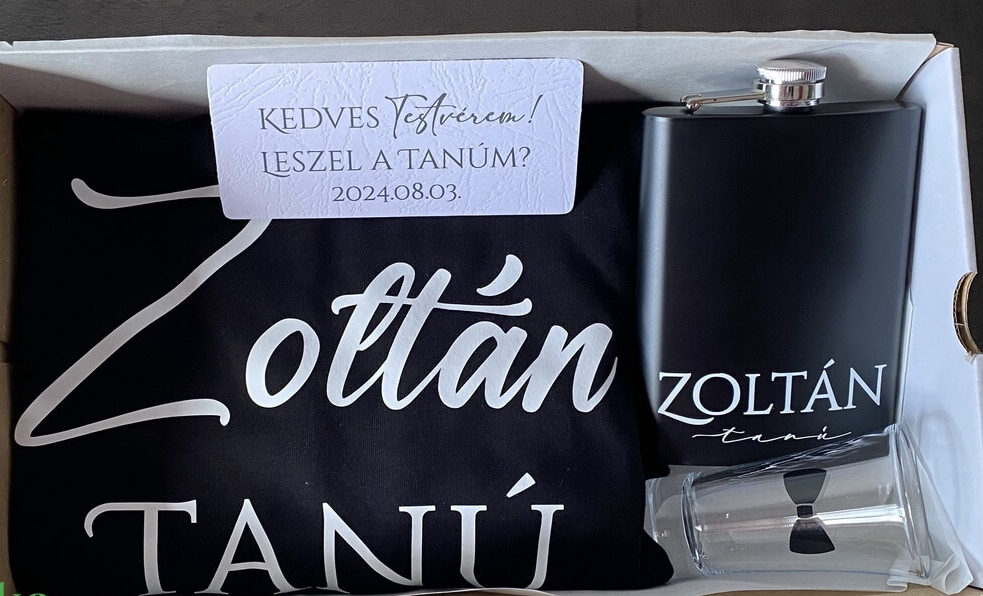 KEDVES Testvérem!
LESZEL A TANÚM?
2024.08.03.
Zoltán
TANÚ
ZOLTÁN
tanú